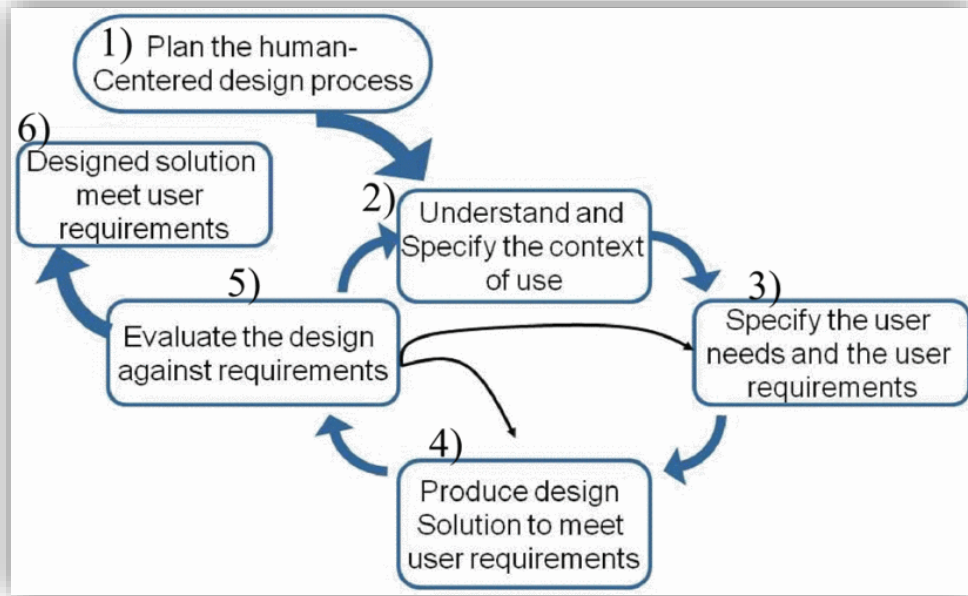 1) Plan the human-
Centered design process
6)
Designed solution
meet user
requirements
2)
Understand and
Specify the context
of use
5)
Evaluate the design
against requirements
3)
Specify the user
needs and the user
requirements
4)
Produce design
Solution to meet
user requirements